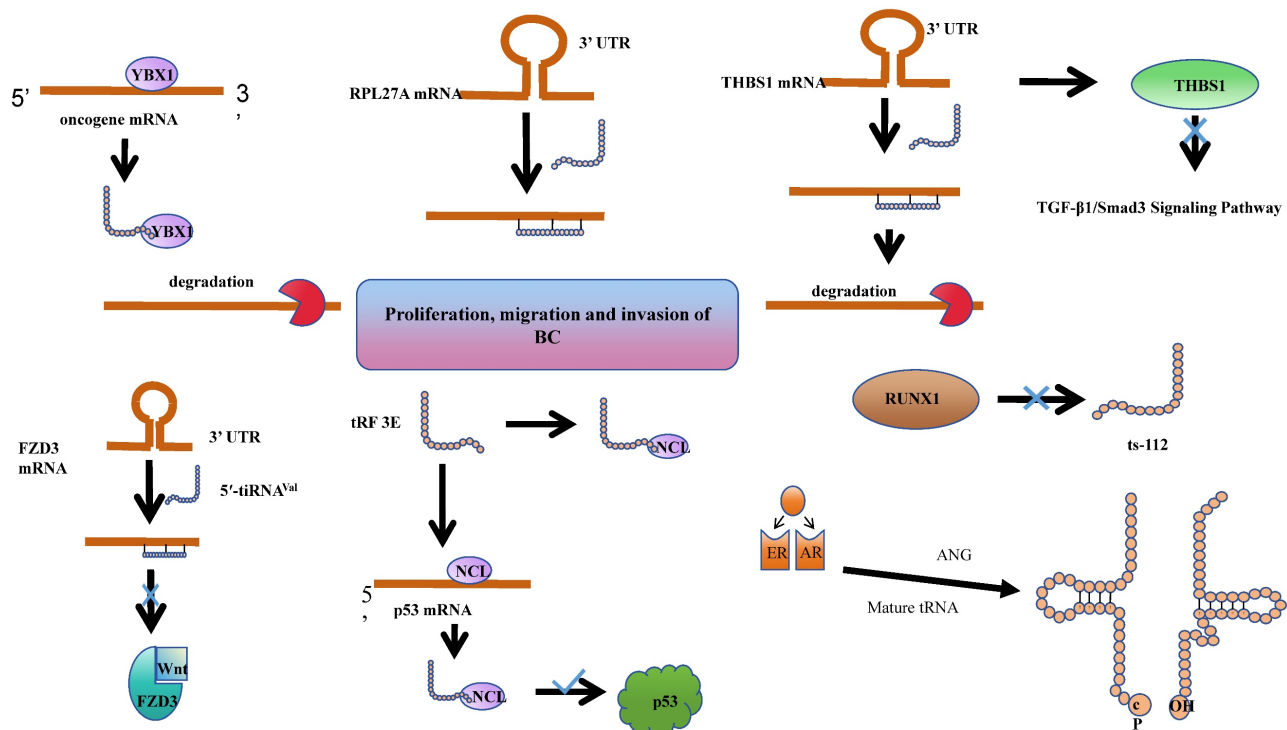 YBX1
5’
3’
oncogene mRNA
YBX1
degradation
3’ UTR
RPL27A mRNA
3’ UTR
THBS1 mRNA
THBS1
TGF-β1/Smad3 Signaling Pathway
degradation
Proliferation, migration and invasion of
BC
RUNX1
ts-112
3’ UTR
FZD3
mRNA
5′-tiRNAVal
Wnt
FZD3
tRF 3E
NCL
NCL
5’
p53 mRNA
NCL
p53
ER AR
ANG
Mature tRNA
c
P
OH